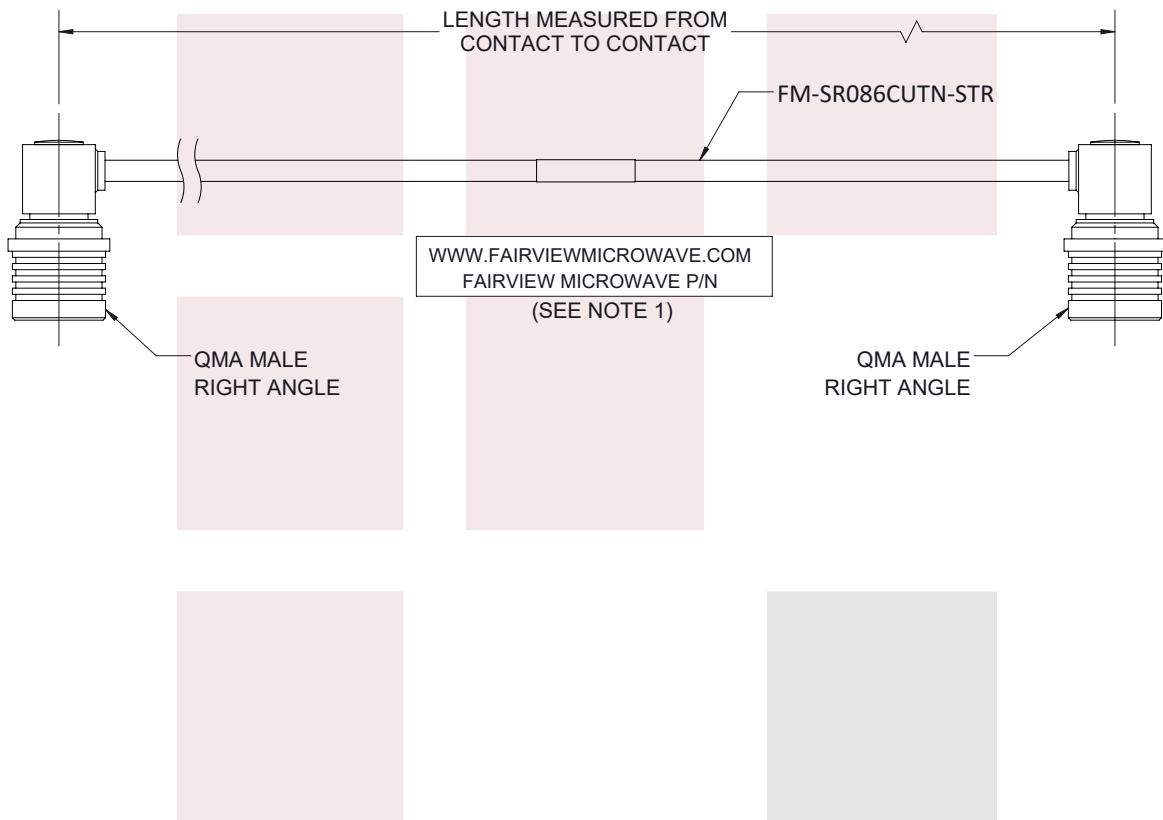 LENGTH MEASURED FROM
CONTACT TO CONTACT
FM-SR086CUTN-STR
WWW.FAIRVIEWMICROWAVE.COM
FAIRVIEW MICROWAVE P/N
(SEE NOTE 1)
QMA MALE
RIGHT ANGLE
QMA MALE
RIGHT ANGLE